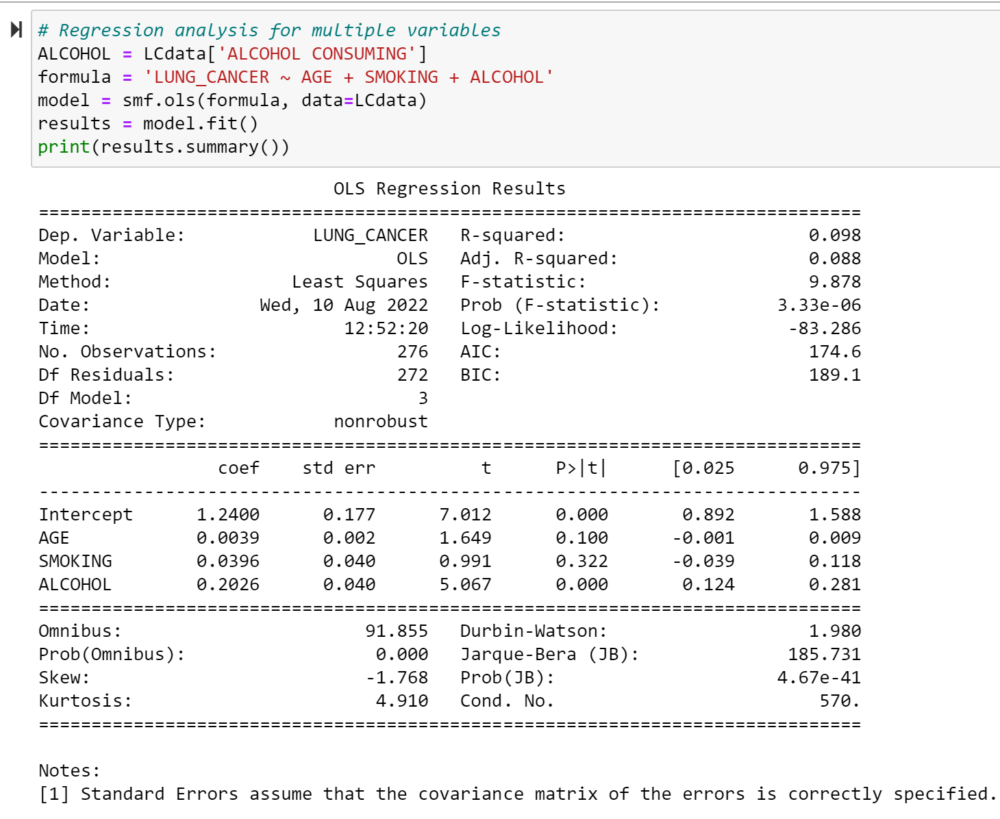 # Regression analysis for multiple variables
ALCOHOL = LCdata['ALCOHOL CONSUMING']
formula = 'LUNG_CANCER ~ AGE + SMOKING + ALCOHOL'
model = smf.ols(formula, data=LCdata)
results = model.fit()
print(results.summary())
                            OLS Regression Results
==============================================================================
Dep. Variable:            LUNG_CANCER   R-squared:                       0.098
Model:                            OLS   Adj. R-squared:                  0.088
Method:                 Least Squares   F-statistic:                     9.878
Date:                Wed, 10 Aug 2022   Prob (F-statistic):           3.33e-06
Time:                        12:52:20   Log-Likelihood:                -83.286
No. Observations:                 276   AIC:                             174.6
Df Residuals:                     272   BIC:                             189.1
Df Model:                           3
Covariance Type:            nonrobust
==============================================================================
                 coef    std err          t      P>|t|      [0.025      0.975]
------------------------------------------------------------------------------
Intercept      1.2400      0.177      7.012      0.000       0.892       1.588
AGE            0.0039      0.002      1.649      0.100      -0.001       0.009
SMOKING        0.0396      0.040      0.991      0.322      -0.039       0.118
ALCOHOL        0.2026      0.040      5.067      0.000       0.124       0.281
==============================================================================
Omnibus:                       91.855   Durbin-Watson:                   1.980
Prob(Omnibus):                  0.000   Jarque-Bera (JB):              185.731
Skew:                          -1.768   Prob(JB):                     4.67e-41
Kurtosis:                       4.910   Cond. No.                         570.
==============================================================================
Notes:
[1] Standard Errors assume that the covariance matrix of the errors is correctly specified.